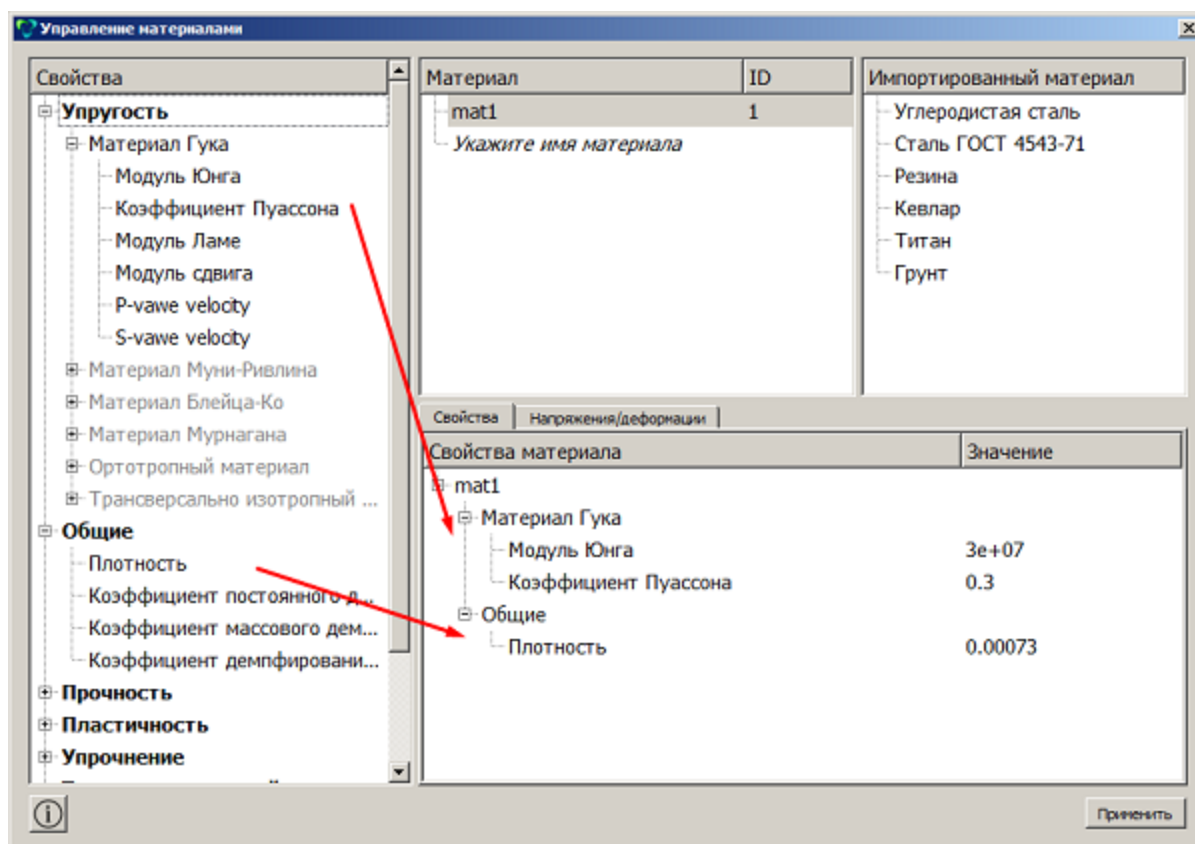 Управление материалами
Свойства
Упругость
Материал Гука
Модуль Юнга
Коэффициент Пуассона
Модуль Ламе
Модуль сдвига
P-vawe velocity
S-vawe velocity
Материал Муни-Ривлина
Материал Блейца-Ко
Материал Мурнагана
Ортотропный материал
Трансверсально изотропный ...
Общие
Плотность
Коэффициент постоянного д...
Коэффициент массового дем...
Коэффициент демпфировани...
Прочность
Пластичность
Упрочнение
Материал ID
mat1 1
Укажите имя материала
Импортированный материал
Углеродистая сталь
Сталь ГОСТ 4543-71
Резина
Кевлар
Титан
Грунт
Свойства Напряжения/деформации
Свойства материала Значение
mat1
Материал Гука
Модуль Юнга 3e+07
Коэффициент Пуассона 0.3
Общие
Плотность 0.00073
Применить